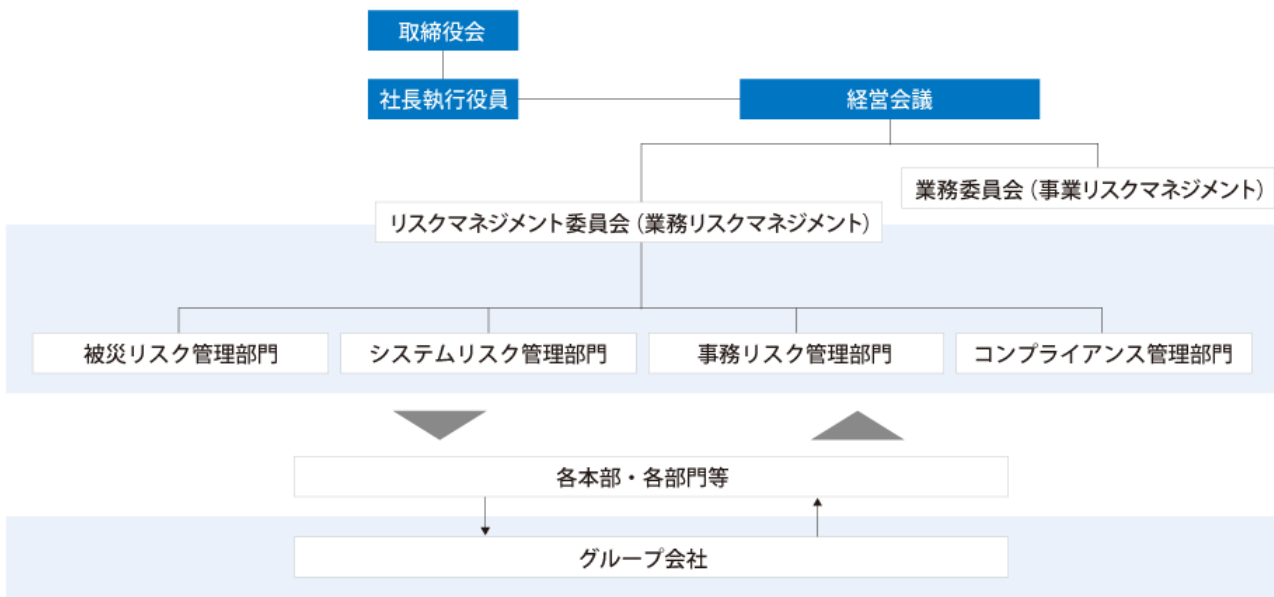 取締役会
社長執行役員
経営会議
業務委員会（事業リスクマネジメント）
リスクマネジメント委員会（業務リスクマネジメント）
被災リスク管理部門
システムリスク管理部門
事務リスク管理部門
コンプライアンス管理部門
各本部・各部門等
グループ会社